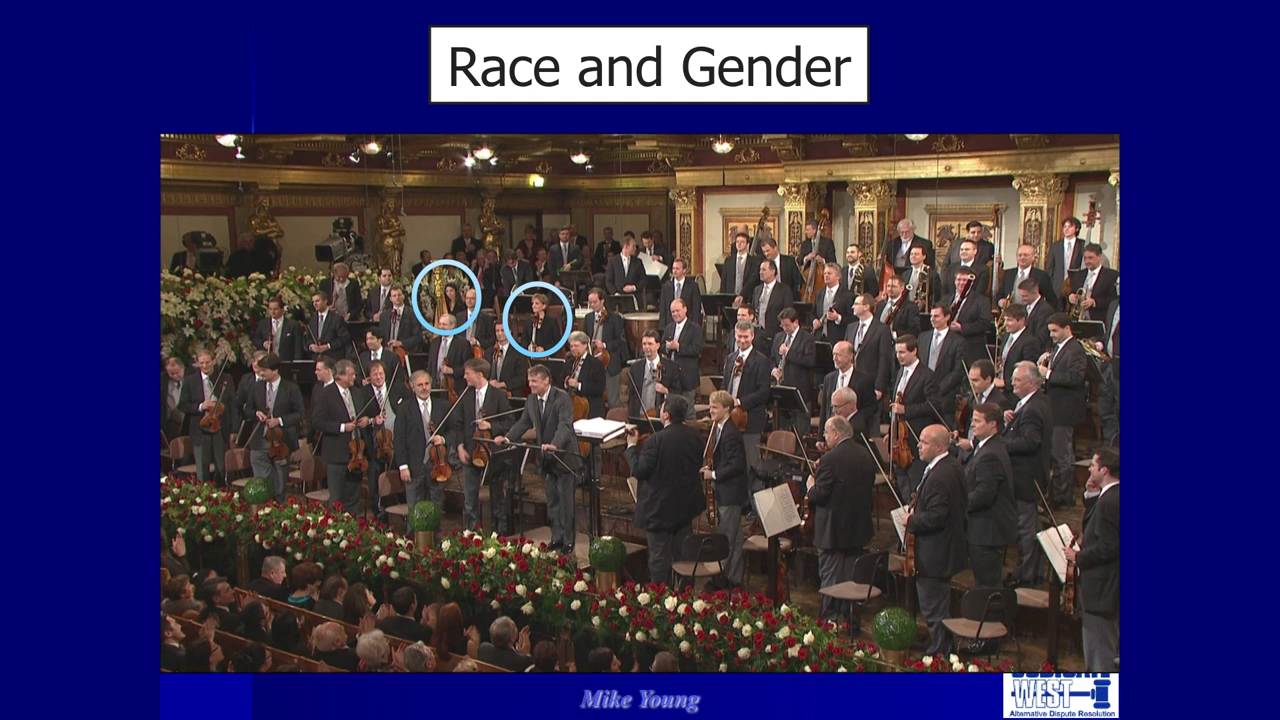 Race and Gender
Mike Young
WEST
Alternative Dispute Resolution